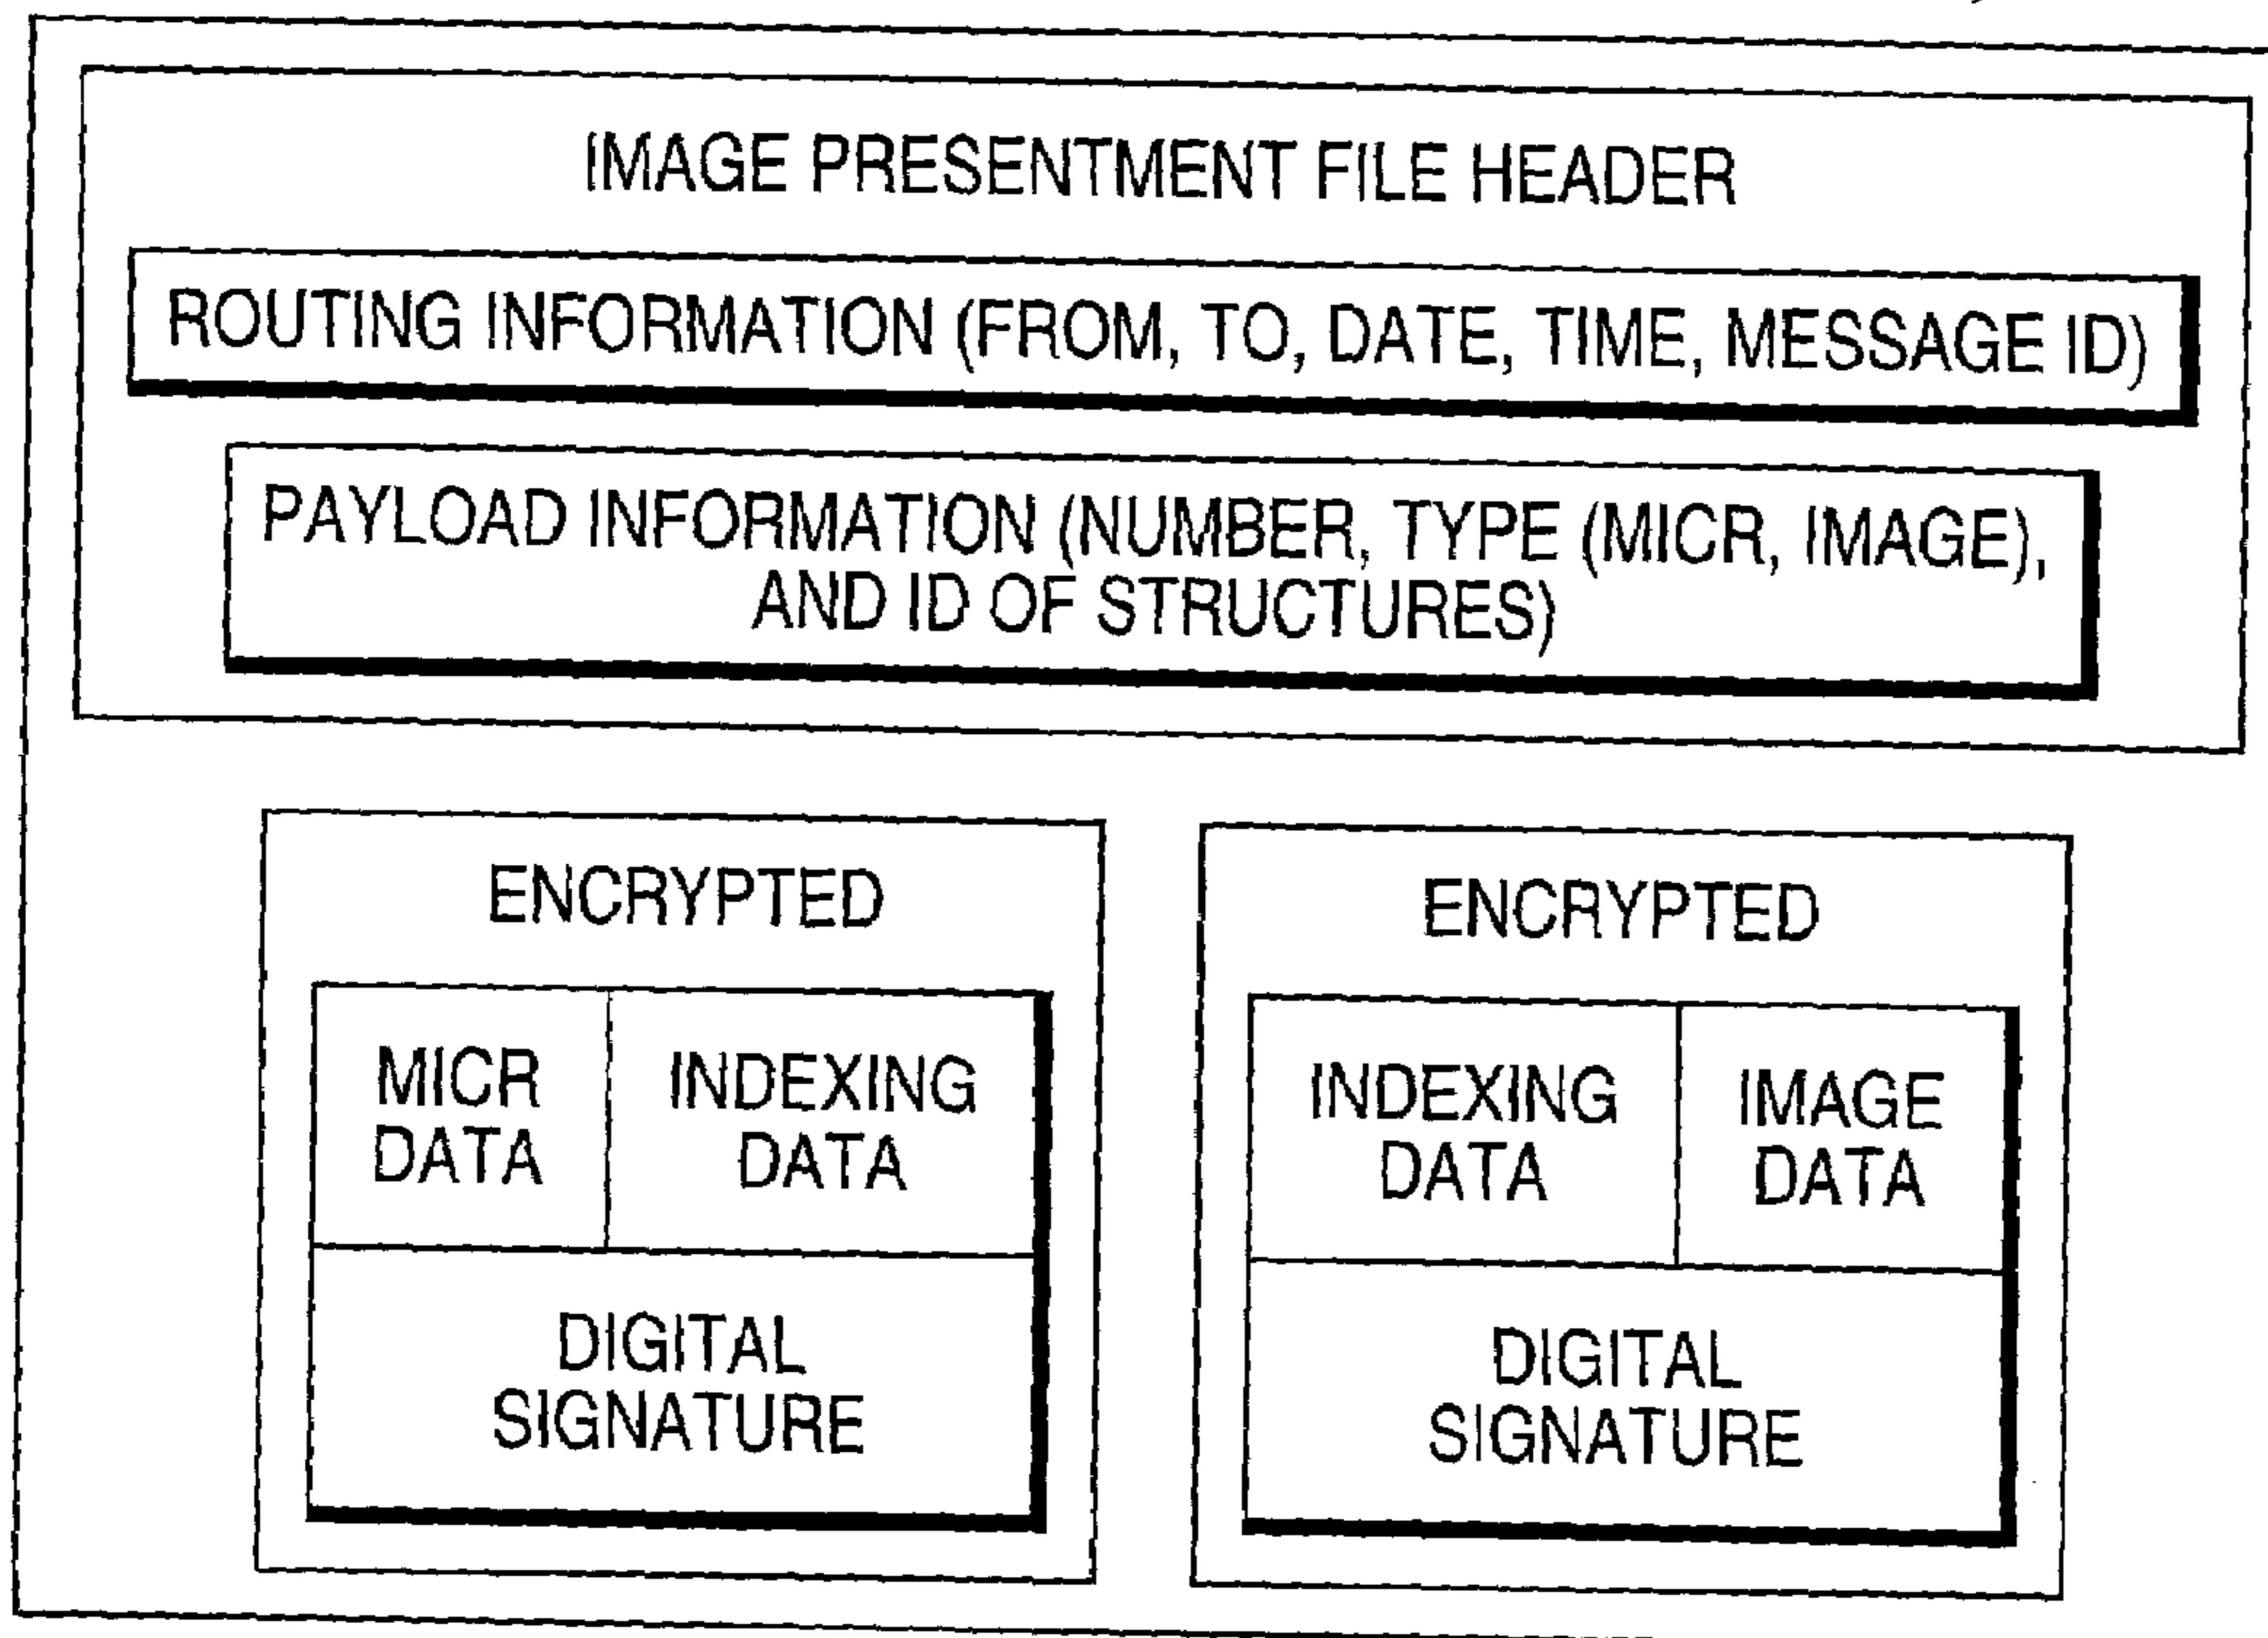 IMAGE PRESENTMENT FILE HEADER
ROUTING INFORMATION (FROM, TO, DATE, TIME, MESSAGE ID)
PAYLOAD INFORMATION (NUMBER, TYPE (MICR, IMAGE),
AND ID OF STRUCTURES)
ENCRYPTED
MICR
DATA
INDEXING
DATA
DIGITAL
SIGNATURE
ENCRYPTED
INDEXING
DATA
IMAGE
DATA
DIGITAL
SIGNATURE